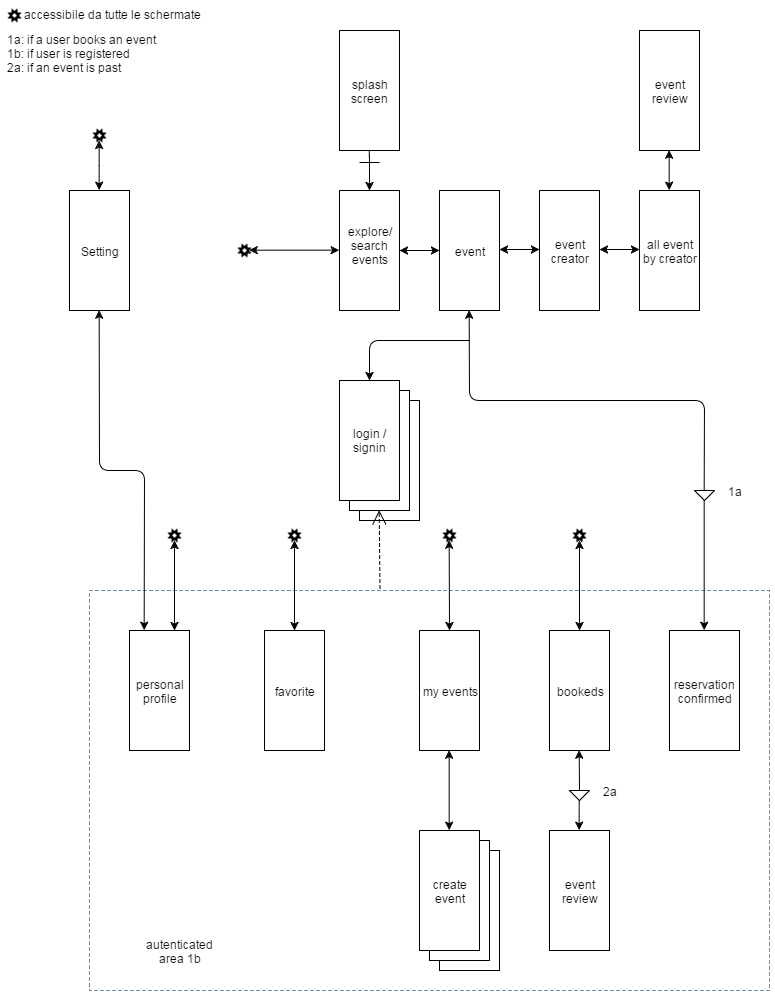 accessibile da tutte le schermate
1a: if a user books an event
1b: if user is registered
2a: if an event is past
splash
screen
event
review
Setting
explore/
search
events
event
event
creator
all event
by creator
login /
signin
1a
personal
profile
favorite
my events
bookeds
reservation
confirmed
2a
create
event
event
review
autenticated
area 1b